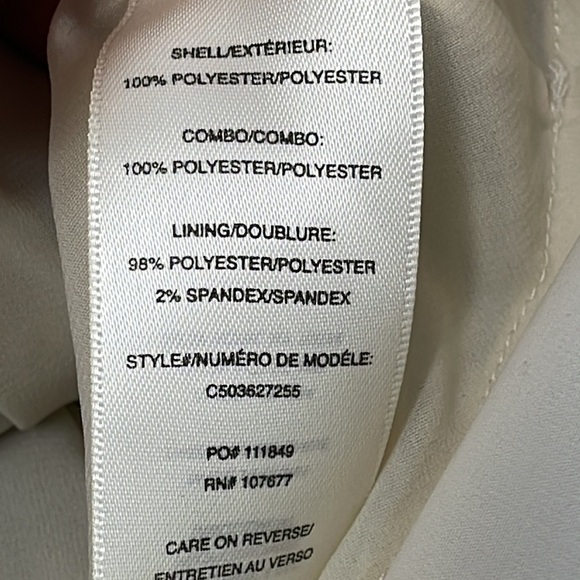 SHELL/EXTÉRIEUR:
100% POLYESTER/POLYESTER
COMBO/COMBO:
100% POLYESTER/POLYESTER
LINING/DOUBLURE:
98% POLYESTER/POLYESTER
2% SPANDEX/SPANDEX
STYLE#/NUMÉRO DE MODÉLE:
C503627255
PO# 111849
RN# 107677
CARE ON REVERSE/
ENTRETIEN AU VERSO